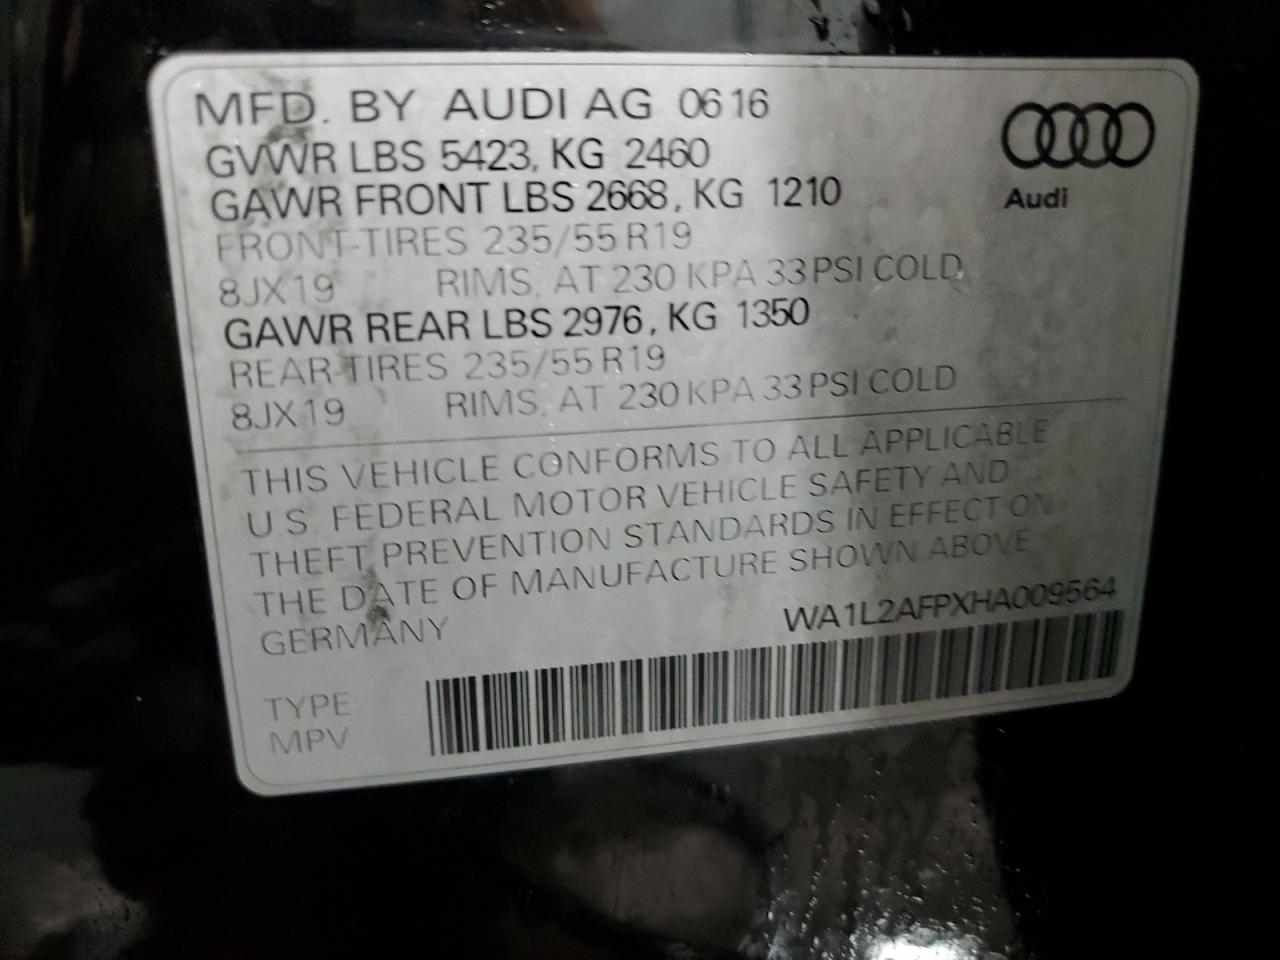 MFD. BY AUDI AG 06 16
GVWR LBS 5423, KG 2460
GAWR FRONT LBS 2668, KG 1210
FRONT-TIRES 235/55 R19
8JX19 RIMS, AT 230 KPA 33 PSI COLD,
GAWR REAR LBS 2976, KG 1350
REAR-TIRES 235/55 R19
8JX19 RIMS, AT 230 KPA 33 PSI COLD
Audi
THIS VEHICLE CONFORMS TO ALL APPLICABLE
U.S. FEDERAL MOTOR VEHICLE SAFETY AND
THEFT PREVENTION STANDARDS IN EFFECT ON
THE DATE OF MANUFACTURE SHOWN ABOVE
GERMANY WA1L2AFPXHA009564
TYPE
MPV